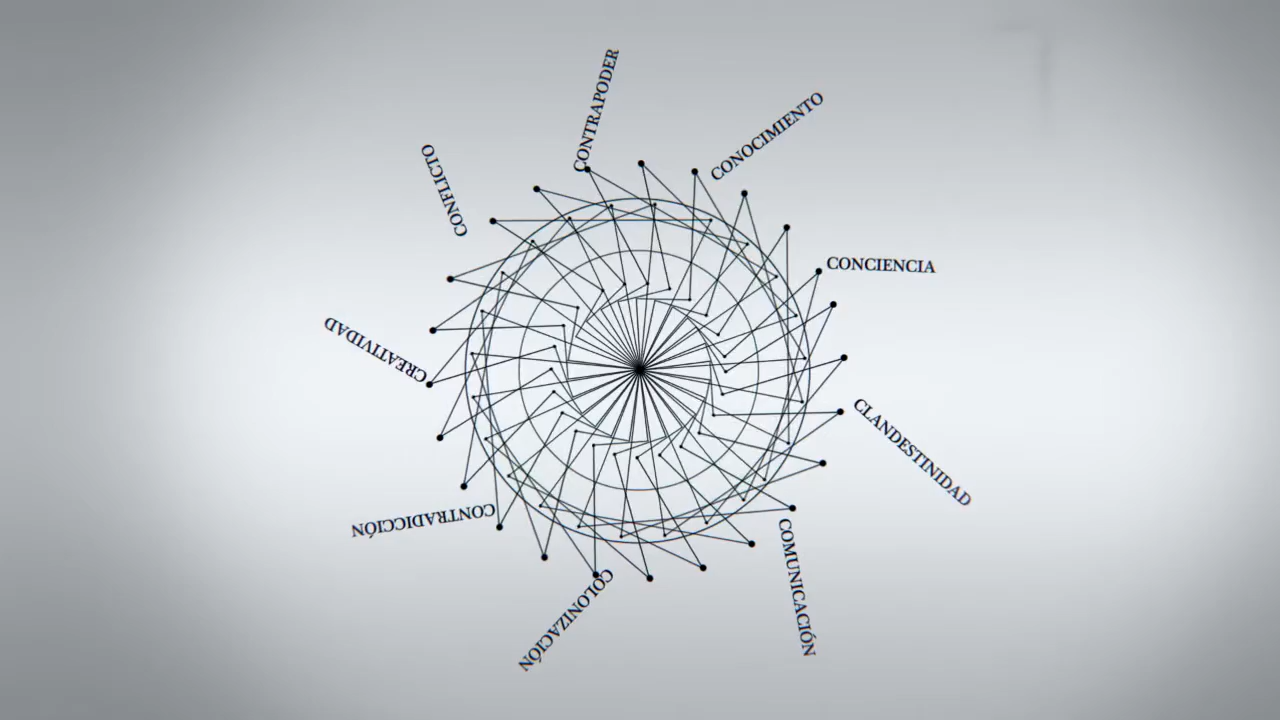 CONTRAPODER
CONOCIMIENTO
CONCIENCIA
CLANDESTINIDAD
COMUNICACIÓN
COLONIZACIÓN
CONTRADICCIÓN
CREATIVIDAD
CONFLICTO